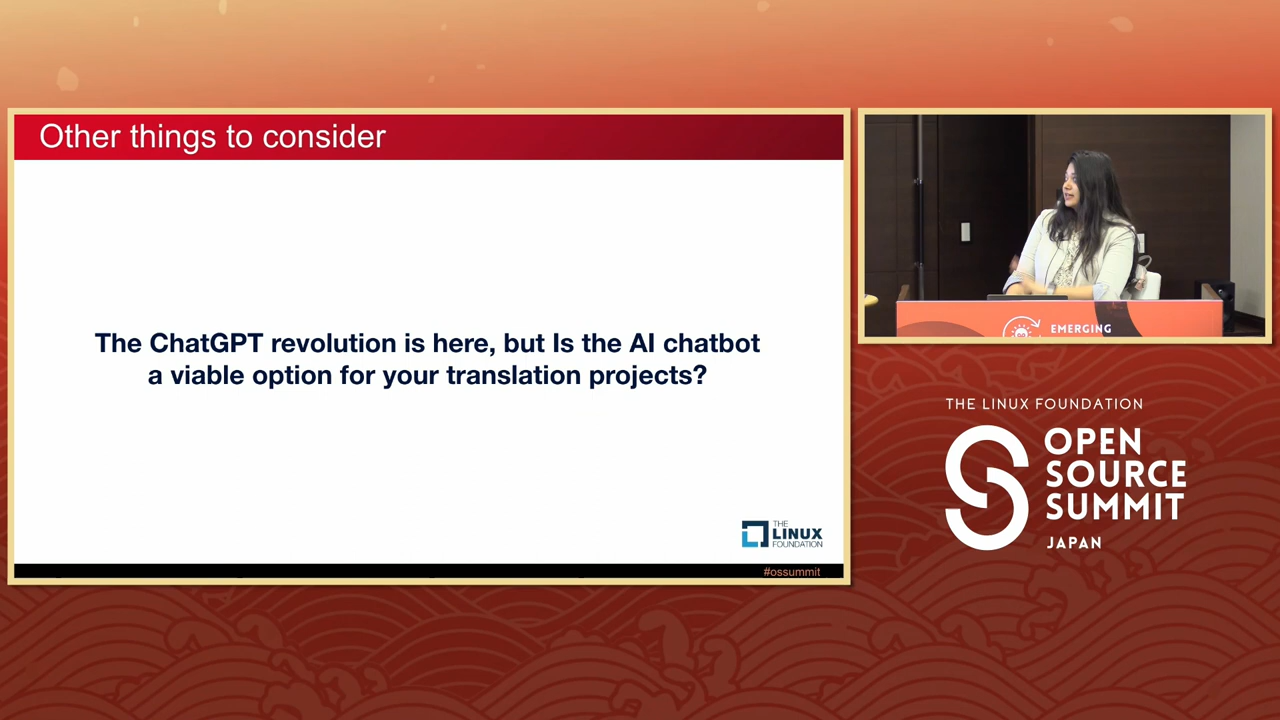 Other things to consider
The ChatGPT revolution is here, but Is the AI chatbot
a viable option for your translation projects?
THE
LINUX
FOUNDATION
#ossummit
EMERGING
THE LINUX FOUNDATION
OPEN
SOURCE
SUMMIT
JAPAN